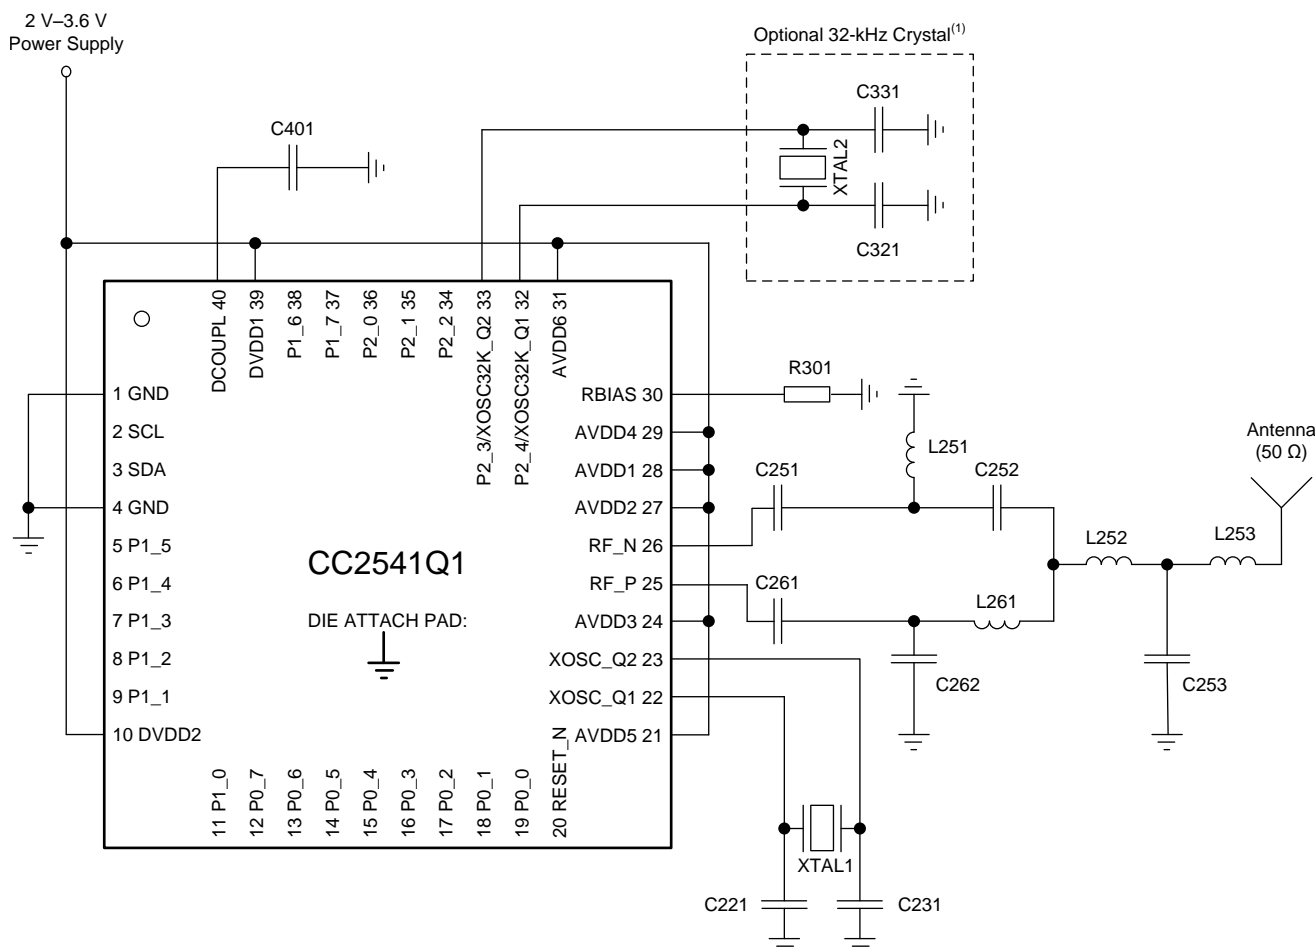 2 V–3.6 V
Power Supply
Optional 32-kHz Crystal(1)
C331
C401
XTAL2
C321
DCOUPL 40
DVDD1 39
P1_6 38
P1_7 37
P2_0 36
P2_1 35
P2_2 34
P2_3/XOSC32K_Q2 33
P2_4/XOSC32K_Q1 32
AVDD6 31
1 GND
2 SCL
3 SDA
4 GND
5 P1_5
6 P1_4
7 P1_3
8 P1_2
9 P1_1
10 DVDD2
CC2541Q1
DIE ATTACH PAD:
RBIAS 30
AVDD4 29
AVDD1 28
AVDD2 27
RF_N 26
RF_P 25
AVDD3 24
XOSC_Q2 23
XOSC_Q1 22
AVDD5 21
11 P1_0
12 P0_7
13 P0_6
14 P0_5
15 P0_4
16 P0_3
17 P0_2
18 P0_1
19 P0_0
20 RESET_N
R301
L251
C251
C252
Antenna
(50 Ω)
L252
L253
C261
L261
C262
C253
XTAL1
C221
C231